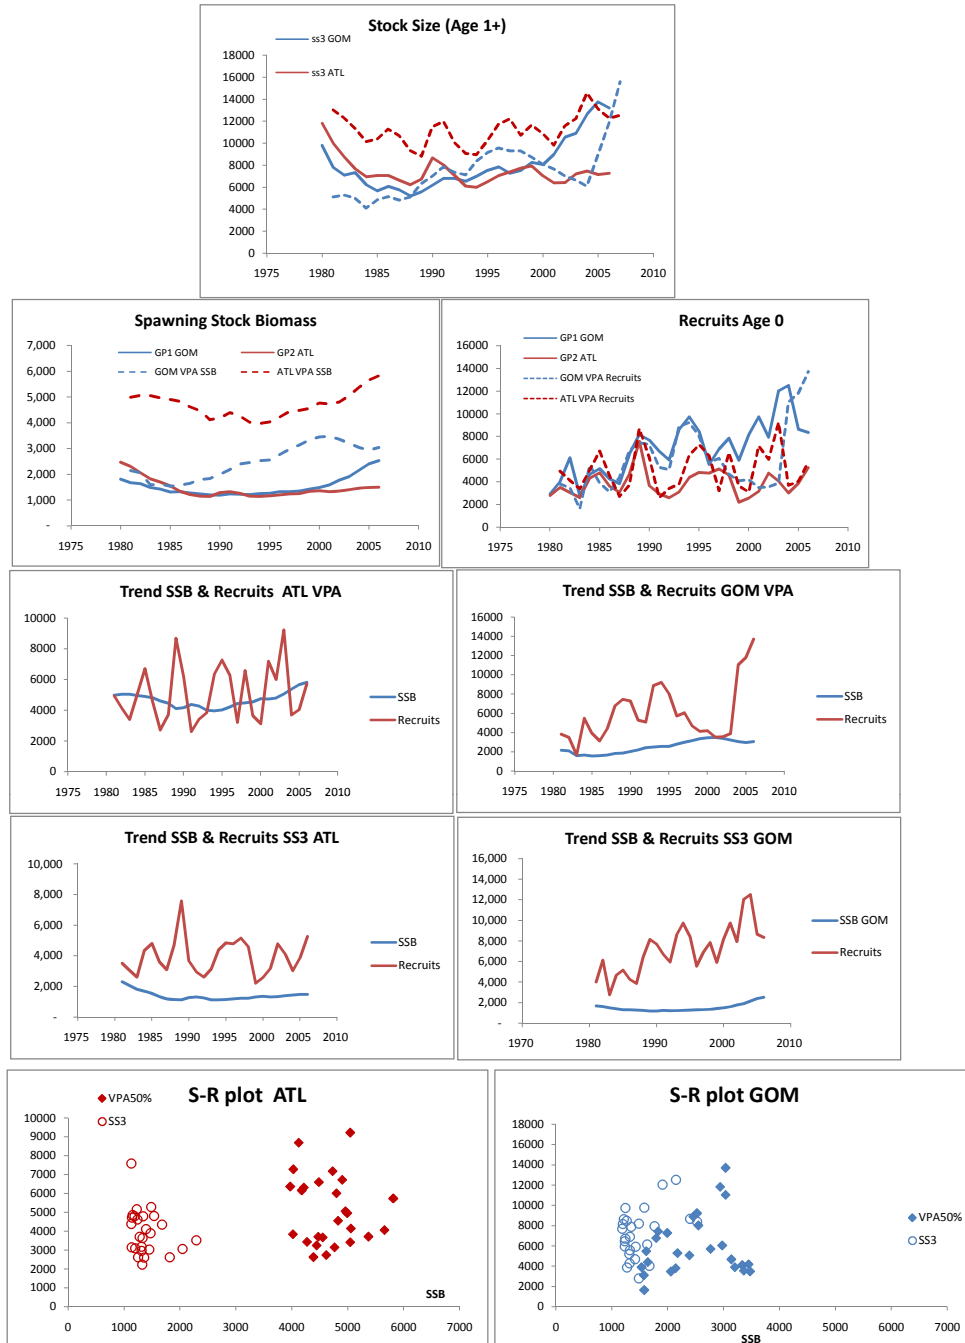 Stock Size (Age 1+)
ss3 GOM
ss3 ATL
18000
16000
14000
12000
10000
8000
6000
4000
2000
0
1975 1980 1985 1990 1995 2000 2005 2010
Spawning Stock Biomass
GP1 GOM GP2 ATL
GOM VPA SSB ATL VPA SSB
7,000
6,000
5,000
4,000
3,000
2,000
1,000
-
1975 1980 1985 1990 1995 2000 2005 2010
Recruits Age 0
GP1 GOM
GP2 ATL
GOM VPA Recruits
ATL VPA Recruits
16000
14000
12000
10000
8000
6000
4000
2000
0
1975 1980 1985 1990 1995 2000 2005 2010
Trend SSB & Recruits ATL VPA
10000
8000
6000
4000
2000
0
1975 1980 1985 1990 1995 2000 2005 2010
SSB
Recruits
Trend SSB & Recruits GOM VPA
16000
14000
12000
10000
8000
6000
4000
2000
0
1975 1980 1985 1990 1995 2000 2005 2010
SSB
Recruits
Trend SSB & Recruits SS3 ATL
10,000
8,000
6,000
4,000
2,000
-
1975 1980 1985 1990 1995 2000 2005 2010
SSB
Recruits
Trend SSB & Recruits SS3 GOM
16,000
14,000
12,000
10,000
8,000
6,000
4,000
2,000
-
1970 1980 1990 2000 2010
SSB GOM
Recruits
S-R plot ATL
VPA50%
SS3
10000
9000
8000
7000
6000
5000
4000
3000
2000
1000
0
0 1000 2000 3000 4000 5000 6000 7000
SSB
S-R plot GOM
18000
16000
14000
12000
10000
8000
6000
4000
2000
0
0 1000 2000 3000 4000 5000 6000 7000
SSB
VPA50%
SS3